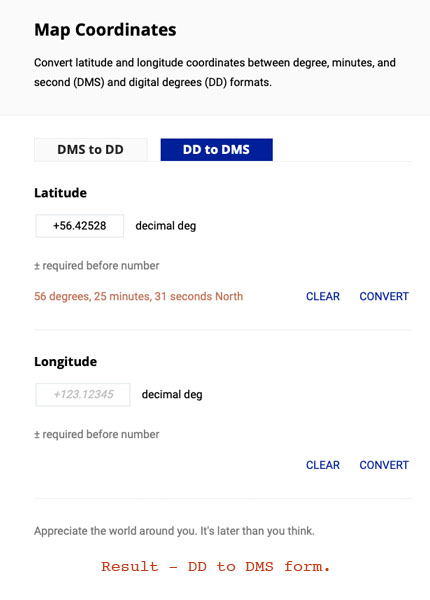 Map Coordinates
Convert latitude and longitude coordinates between degree, minutes, and
second (DMS) and digital degrees (DD) formats.
DMS to DD
DD to DMS
Latitude
+56.42528 decimal deg
± required before number
56 degrees, 25 minutes, 31 seconds North
CLEAR CONVERT
Longitude
+123.12345 decimal deg
± required before number
CLEAR CONVERT
Appreciate the world around you. It's later than you think.
Result – DD to DMS form.